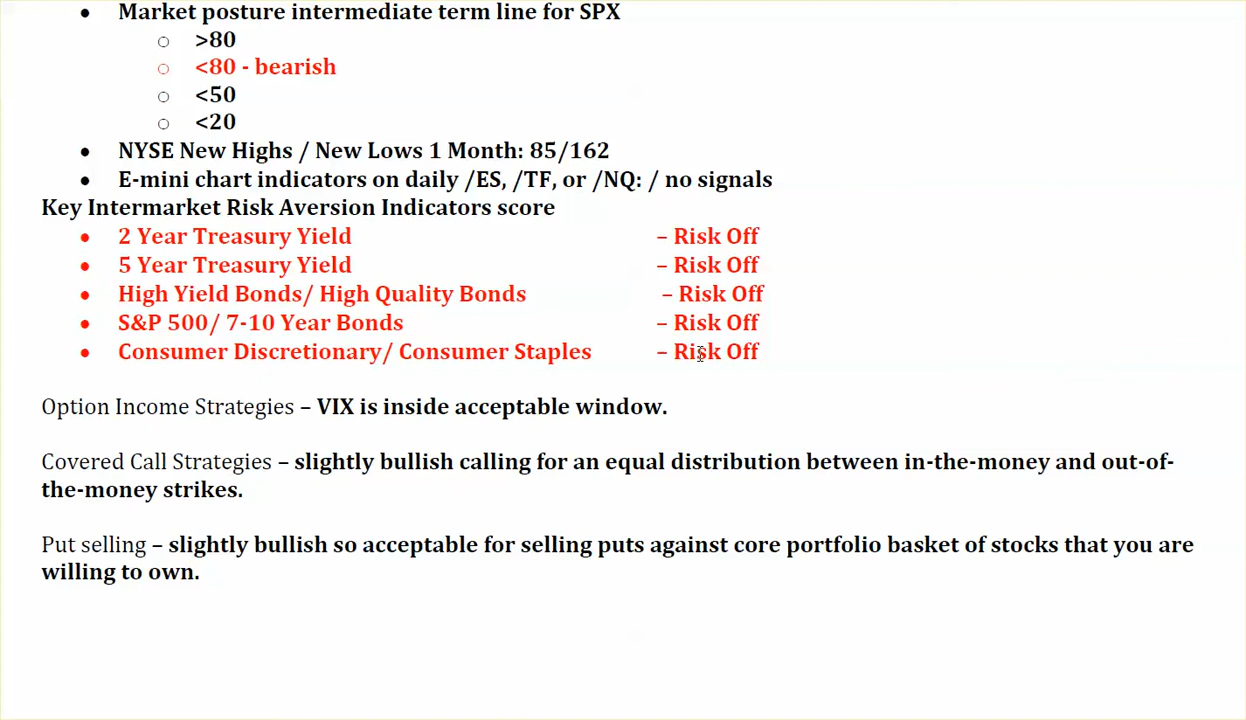 • Market posture intermediate term line for SPX
○ >80
○ <80 - bearish
○ <50
○ <20
• NYSE New Highs / New Lows 1 Month: 85/162
• E-mini chart indicators on daily /ES, /TF, or /NQ: / no signals
Key Intermarket Risk Aversion Indicators score
• 2 Year Treasury Yield – Risk Off
• 5 Year Treasury Yield – Risk Off
• High Yield Bonds/ High Quality Bonds – Risk Off
• S&P 500/ 7-10 Year Bonds – Risk Off
• Consumer Discretionary/ Consumer Staples – Risk Off
Option Income Strategies – VIX is inside acceptable window.
Covered Call Strategies – slightly bullish calling for an equal distribution between in-the-money and out-of-
the-money strikes.
Put selling – slightly bullish so acceptable for selling puts against core portfolio basket of stocks that you are
willing to own.